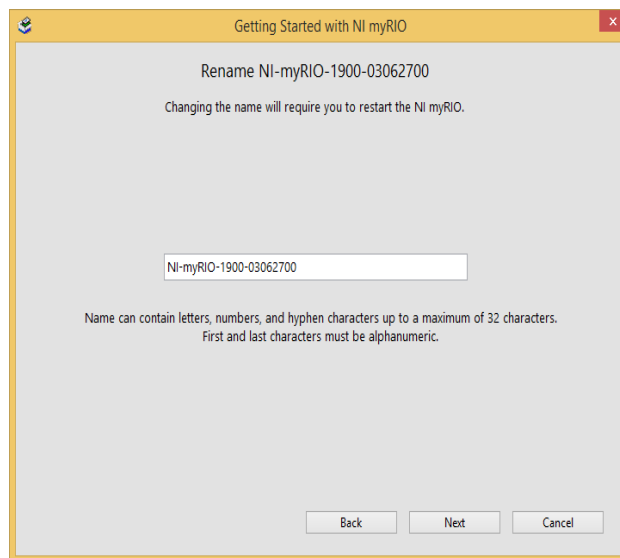 Getting Started with NI myRIO
x
Rename NI-myRIO-1900-03062700
Changing the name will require you to restart the NI myRIO.
NI-myRIO-1900-03062700
Name can contain letters, numbers, and hyphen characters up to a maximum of 32 characters.
First and last characters must be alphanumeric.
Back Next Cancel